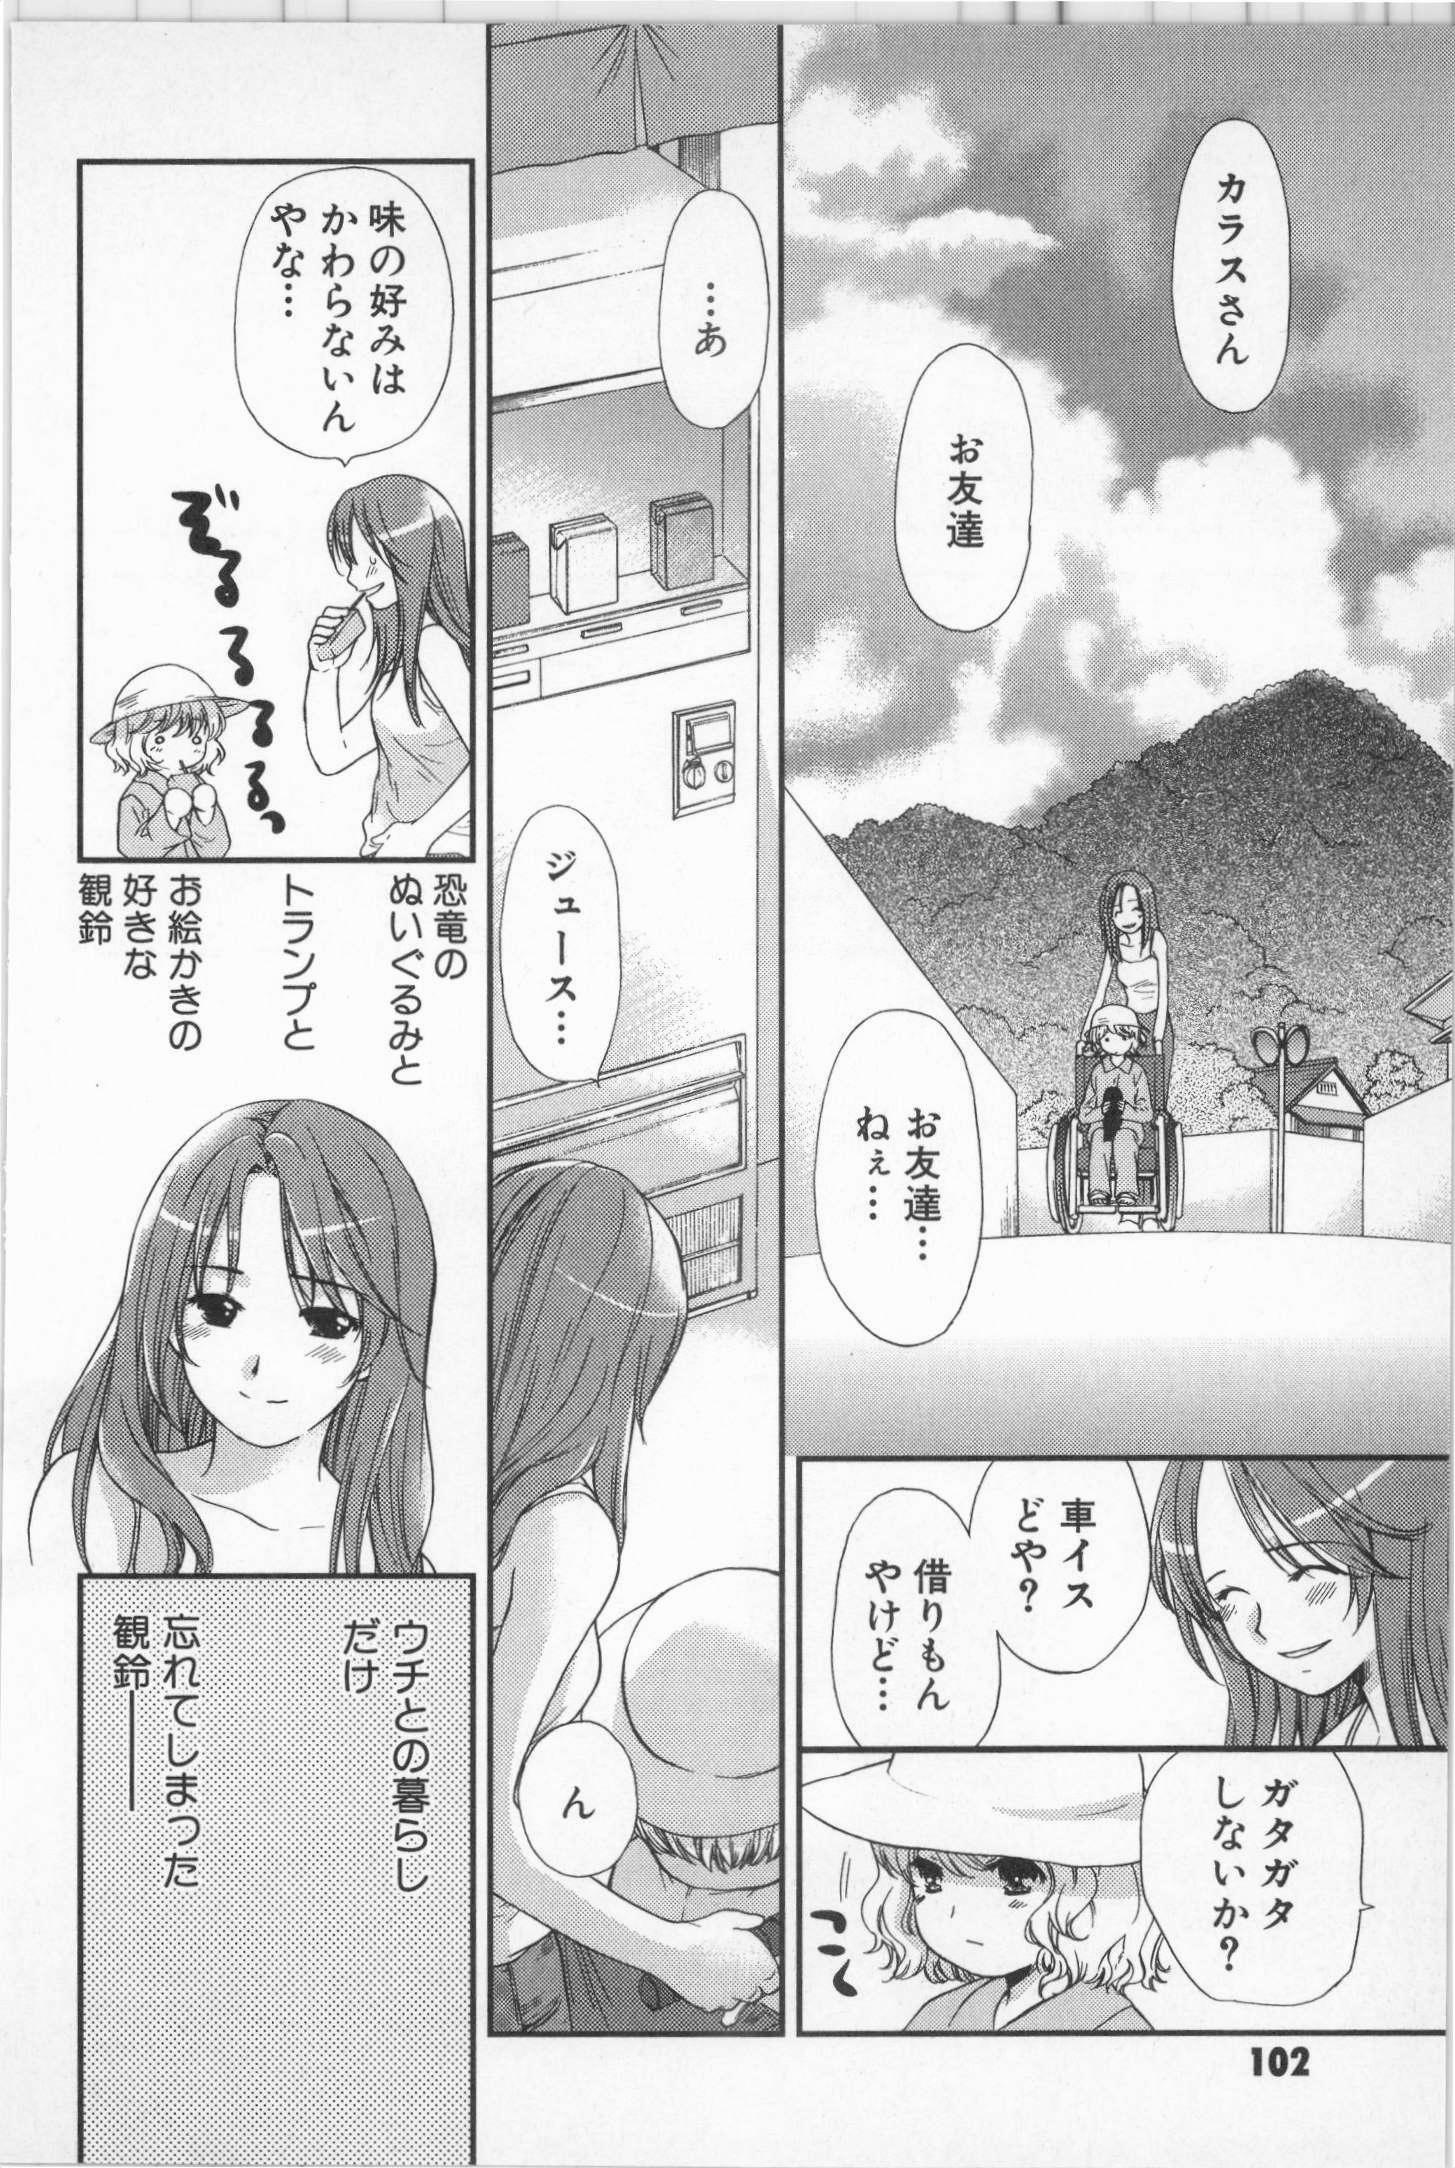 カラスさん
お友達
お友達…
ねぇ…
車イス
どや？
借りもん
やけど…
ガタガタ
しないか？
こく
…あ
ジュース…
ん
味の好みは
かわらないん
やな…
ぞるるるるっ
恐竜の
ぬいぐるみと
トランプと
お絵かきの
好きな
観鈴
ウチとの暮らし
だけ
忘れてしまった
観鈴――
102